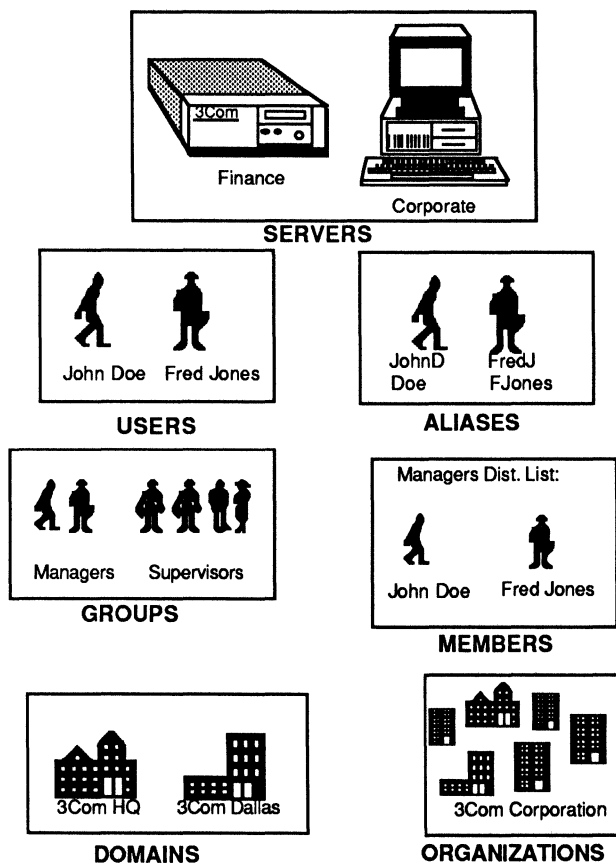 3Com
Finance
Corporate
SERVERS
John Doe Fred Jones
USERS
JohnD FredJ
Doe FJones
ALIASES
Managers Supervisors
GROUPS
Managers Dist. List:
John Doe Fred Jones
MEMBERS
3Com HQ 3Com Dallas
DOMAINS
3Com Corporation
ORGANIZATIONS